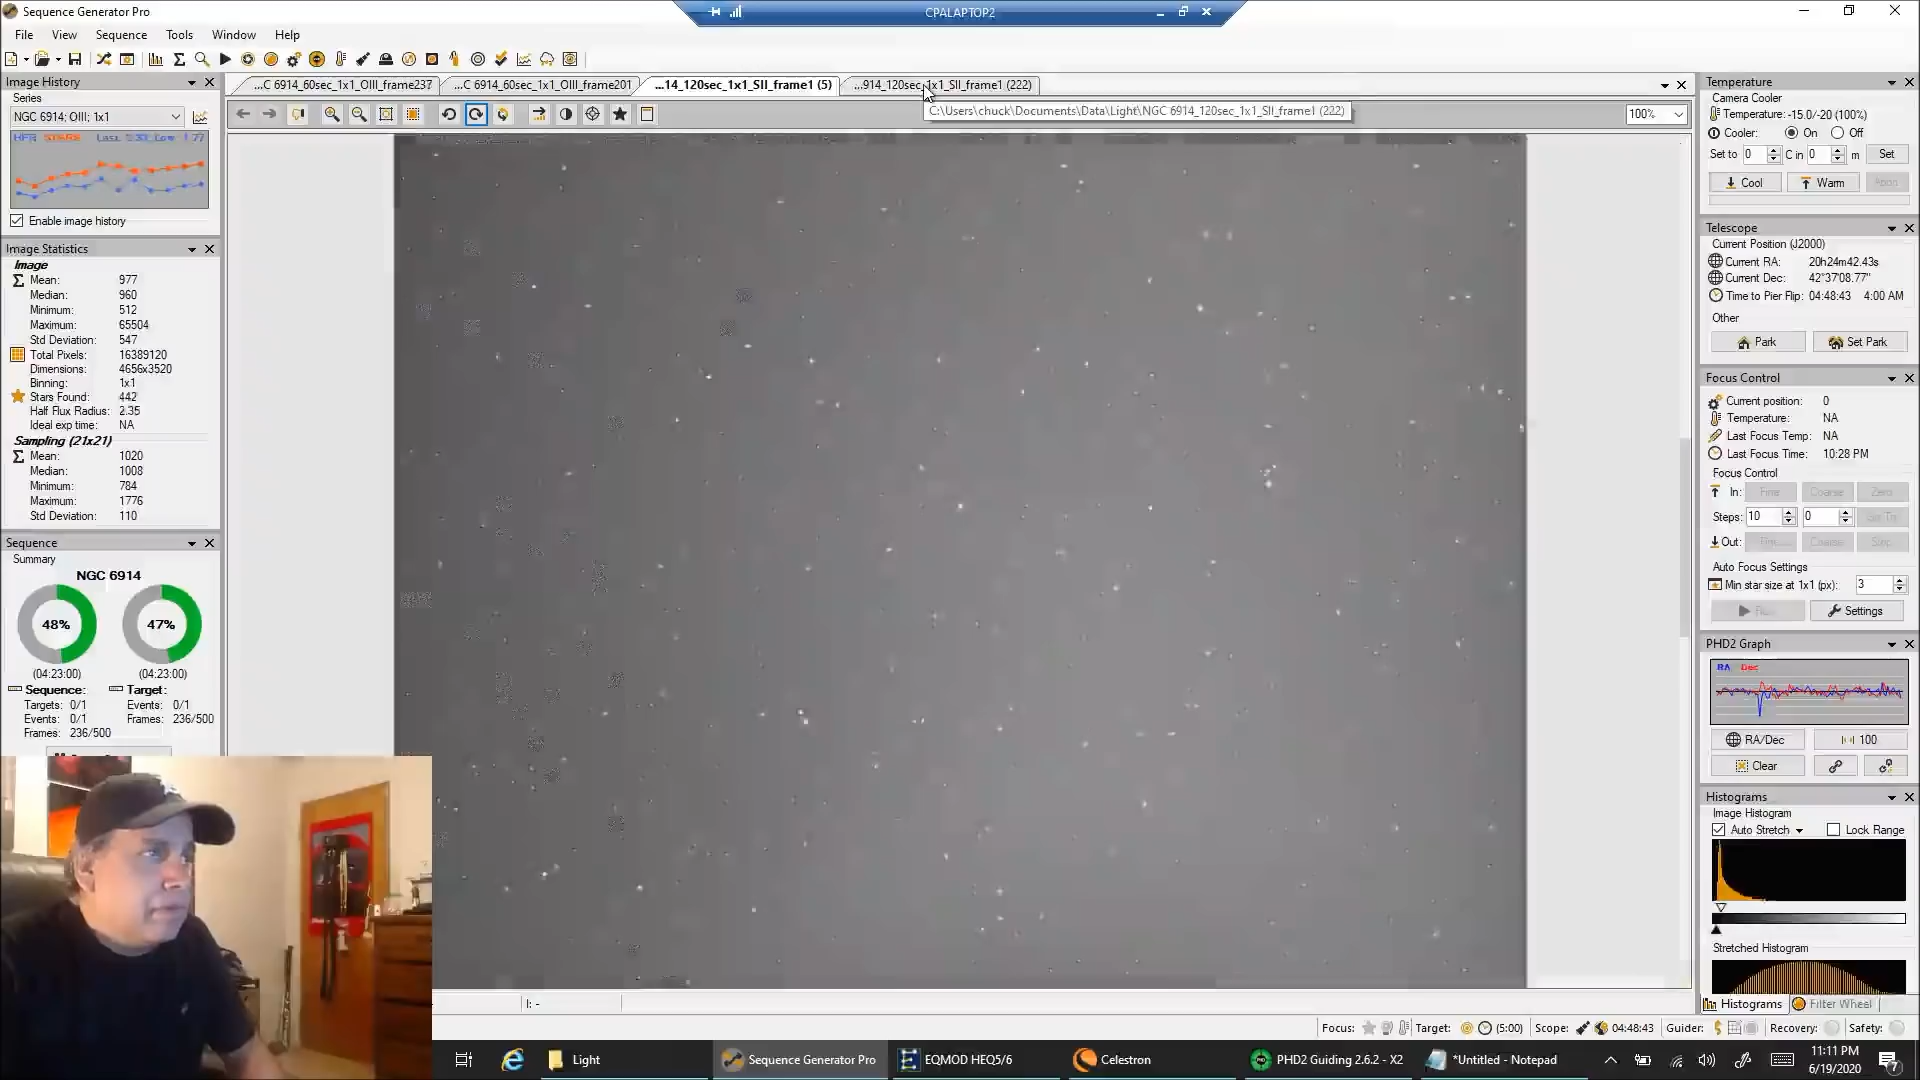 Sequence Generator Pro
CPALAPTOP2
File View Sequence Tools Window Help
Image History
Series
NGC 6914; OIII; 1x1
HFR STARS
Enable image history
Image Statistics
Image
Mean: 977
Median: 960
Minimum: 512
Maximum: 65504
Std Deviation: 547
Total Pixels: 16389120
Dimensions: 4656x3520
Binning: 1x1
Stars Found: 442
Half Flux Radius: 2.35
Ideal exp time: NA
Sampling (21x21)
Mean: 1020
Median: 1008
Minimum: 784
Maximum: 1776
Std Deviation: 110
Sequence
Summary
NGC 6914
48% 47%
(04:23:00) (04:23:00)
Sequence: Target:
Targets: 0/1 Events: 0/1
Events: 0/1 Frames: 236/500
Frames: 236/500
...C 6914_60sec_1x1_OIII_frame237 ...C 6914_60sec_1x1_OIII_frame201 ...14_120sec_1x1_SII_frame1 (5) ...914_120sec_1x1_SII_frame1 (222)
C:\Users\chuck\Documents\Data\Light\NGC 6914_120sec_1x1_SII_frame1 (222)
100%
I: -
Temperature
Camera Cooler
Temperature: -15.0/-20 (100%)
Cooler: On Off
Set to 0 C in 0 m Set
Cool Warm
Telescope
Current Position (J2000)
Current RA: 20h24m42.43s
Current Dec: 42°37'08.77"
Time to Pier Flip: 04:48:43 4:00 AM
Other
Park Set Park
Focus Control
Current position: 0
Temperature: NA
Last Focus Temp: NA
Last Focus Time: 10:28 PM
Focus Control
In: Fine Coarse Zero
Steps: 10 0
Out: Coarse Stop
Auto Focus Settings
Min star size at 1x1 (px): 3
Settings
PHD2 Graph
RA Dec
RA/Dec 100
Clear
Histograms
Image Histogram
Auto Stretch Lock Range
Stretched Histogram
Histograms Filter Wheel
Focus: Target: (5:00) Scope: 04:48:43 Guider: Recovery: Safety:
Light Sequence Generator Pro EQMOD HEQ5/6 Celestron PHD2 Guiding 2.6.2 - X2 *Untitled - Notepad
11:11 PM
6/19/2020
7